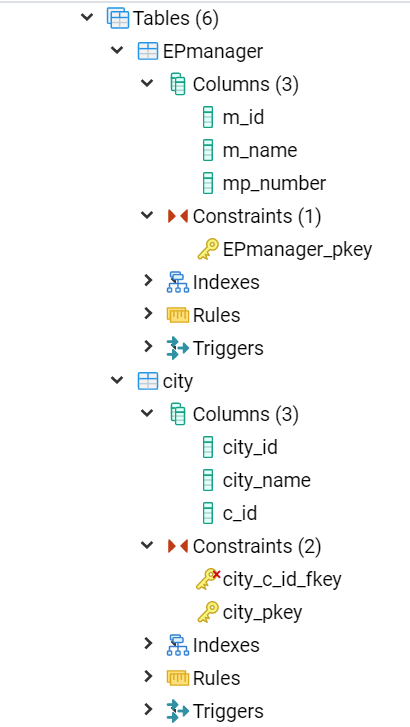 Tables (6)
EPmanager
Columns (3)
m_id
m_name
mp_number
Constraints (1)
EPmanager_pkey
Indexes
Rules
Triggers
city
Columns (3)
city_id
city_name
c_id
Constraints (2)
city_c_id_fkey
city_pkey
Indexes
Rules
Triggers